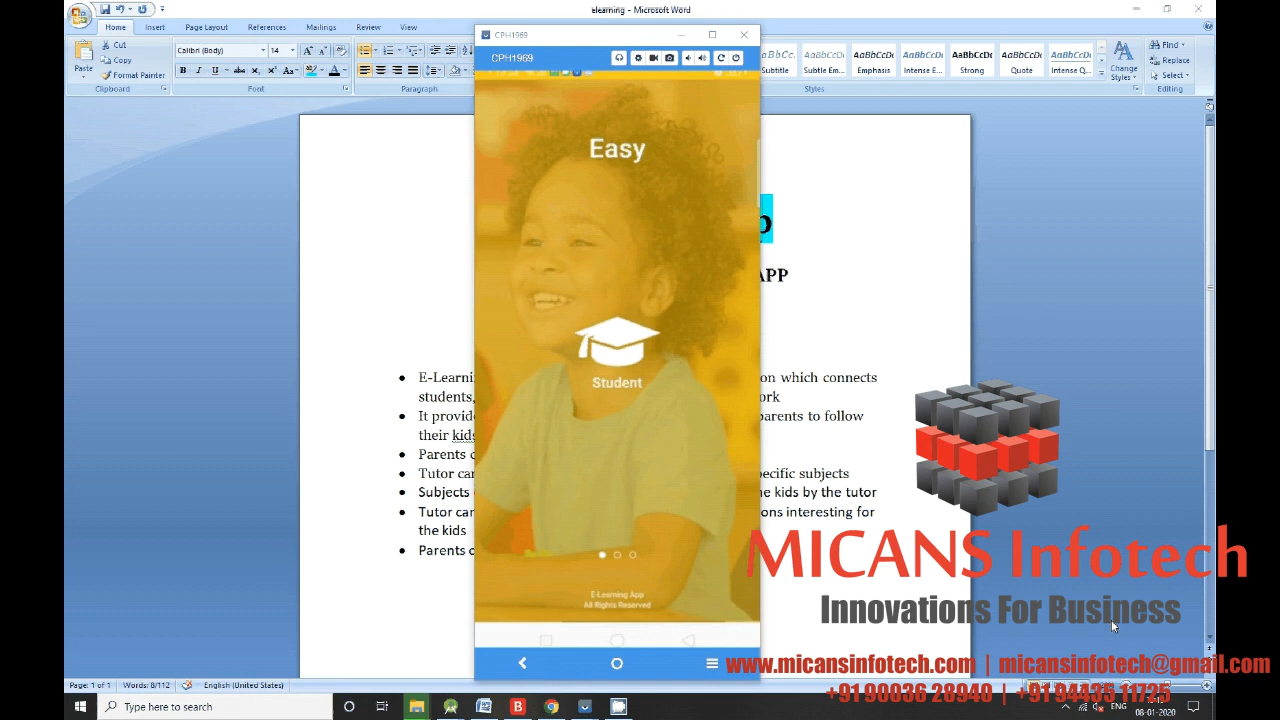 elearning - Microsoft Word
Home Insert Page Layout References Mailings Review View
Cut
Copy
Format Painter
Paste
Clipboard
Calibri (Body) 14
Font
Paragraph
Subtitle Subtle Em... Emphasis Intense E... Strong Quote Intense Q...
Change Styles
Styles
Find
Replace
Select
Editing
CPH1969
CPH1969
Easy
Student
E-Learning App
All Rights Reserved
APP
E-Learni on which connects
students, ork
It provid parents to follow
their kids
Parents c
Tutor car pecific subjects
Subjects e kids by the tutor
Tutor car ons interesting for
the kids
Parents c
MICANS Infotech
Innovations For Business
www.micansinfotech.com | micansinfotech@gmail.com
+91 90036 28940 | +91 94435 11725
Page: 1 of 1 Words: 8/112 English (United States)
Type here to search
ENG
08-01-2020